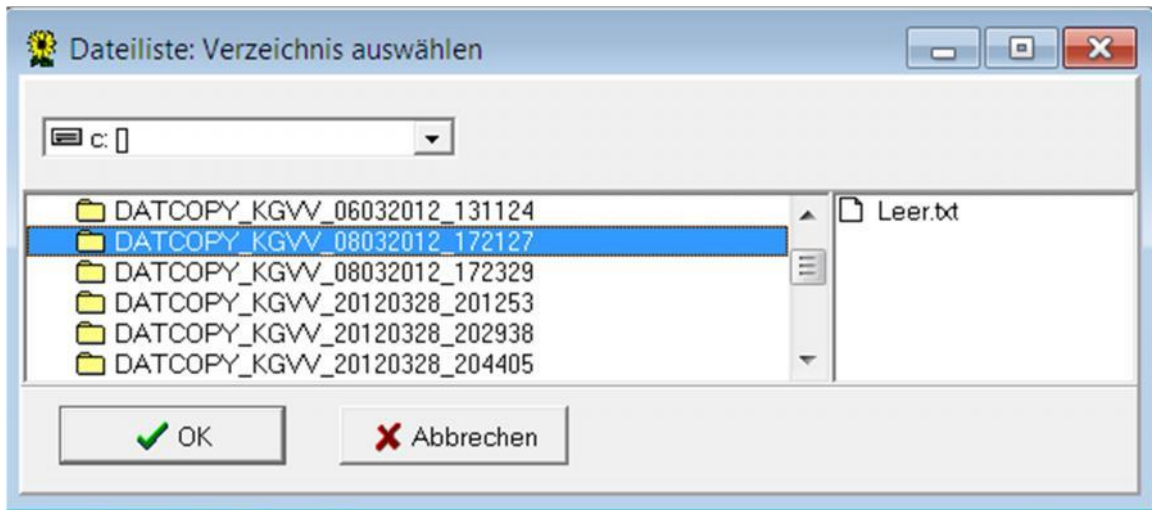 Dateiliste: Verzeichnis auswählen
c: []
DATCOPY_KGVV_06032012_131124
DATCOPY_KGVV_08032012_172127
DATCOPY_KGVV_08032012_172329
DATCOPY_KGVV_20120328_201253
DATCOPY_KGVV_20120328_202938
DATCOPY_KGVV_20120328_204405
Leer.txt
OK
Abbrechen